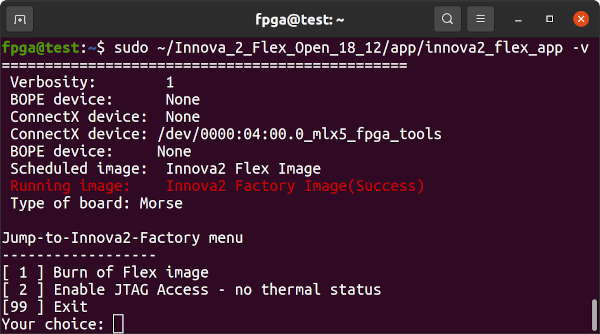 fpga@test: ~
fpga@test:~$ sudo ~/Innova_2_Flex_Open_18_12/app/innova2_flex_app -v
================================================
Verbosity: 1
BOPE device: None
ConnectX device: None
ConnectX device: /dev/0000:04:00.0_mlx5_fpga_tools
BOPE device: None
Scheduled image: Innova2 Flex Image
Running image: Innova2 Factory Image(Success)
Type of board: Morse
Jump-to-Innova2-Factory menu
------------------
[ 1 ] Burn of Flex image
[ 2 ] Enable JTAG Access - no thermal status
[99 ] Exit
Your choice: